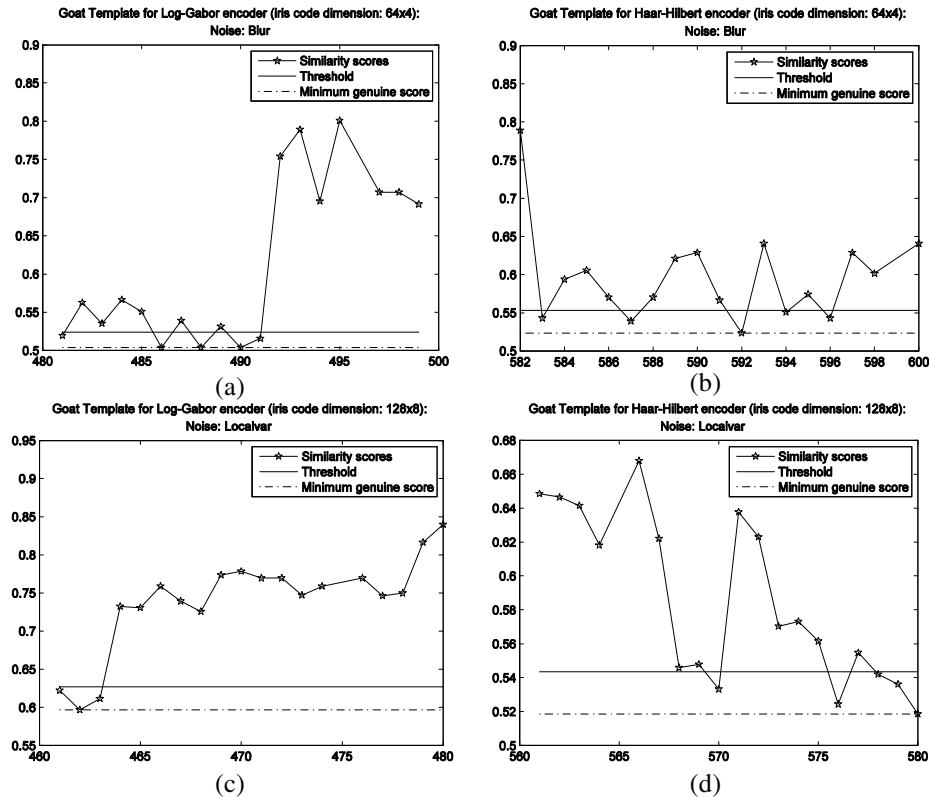 Goat Template for Log-Gabor encoder (iris code dimension: 64x4):
Noise: Blur
0.9
0.85
0.8
0.75
0.7
0.65
0.6
0.55
0.5
Similarity scores
Threshold
Minimum genuine score
480 485 490 495 500
(a)
Goat Template for Haar-Hilbert encoder (iris code dimension: 64x4):
Noise: Blur
0.9
0.85
0.8
0.75
0.7
0.65
0.6
0.55
0.5
Similarity scores
Threshold
Minimum genuine score
582 584 586 588 590 592 594 596 598 600
(b)
Goat Template for Log-Gabor encoder (iris code dimension: 128x8):
Noise: Localvar
0.95
0.9
0.85
0.8
0.75
0.7
0.65
0.6
0.55
Similarity scores
Threshold
Minimum genuine score
460 465 470 475 480
(c)
Goat Template for Haar-Hilbert encoder (iris code dimension: 128x8):
Noise: Localvar
0.68
0.66
0.64
0.62
0.6
0.58
0.56
0.54
0.52
0.5
Similarity scores
Threshold
Minimum genuine score
560 565 570 575 580
(d)